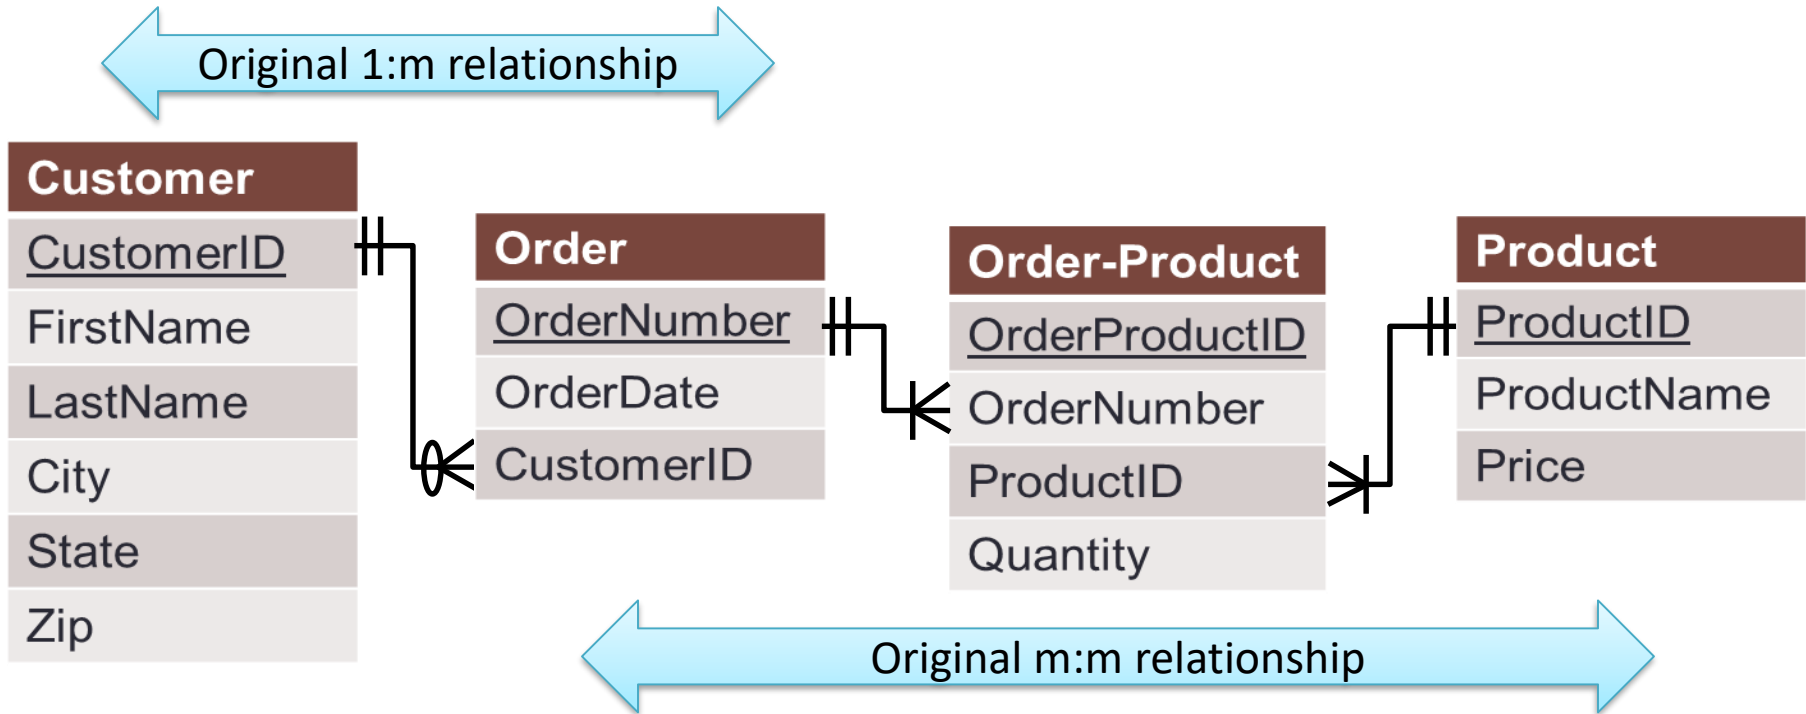 Original 1:m relationship
Customer
CustomerID
FirstName
LastName
City
State
Zip
Order
OrderNumber
OrderDate
CustomerID
Order-Product
OrderProductID
OrderNumber
ProductID
Quantity
Product
ProductID
ProductName
Price
Original m:m relationship